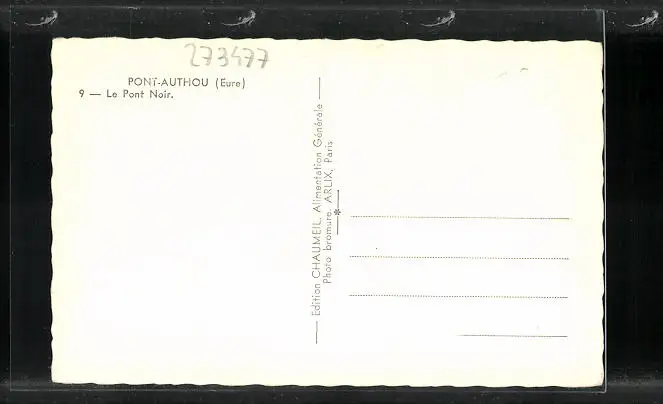 273477
PONT-AUTHOU (Eure)
9 — Le Pont Noir.
Edition CHAUMEIL, Alimentation Générale
Photo bromure. ARLIX, Paris